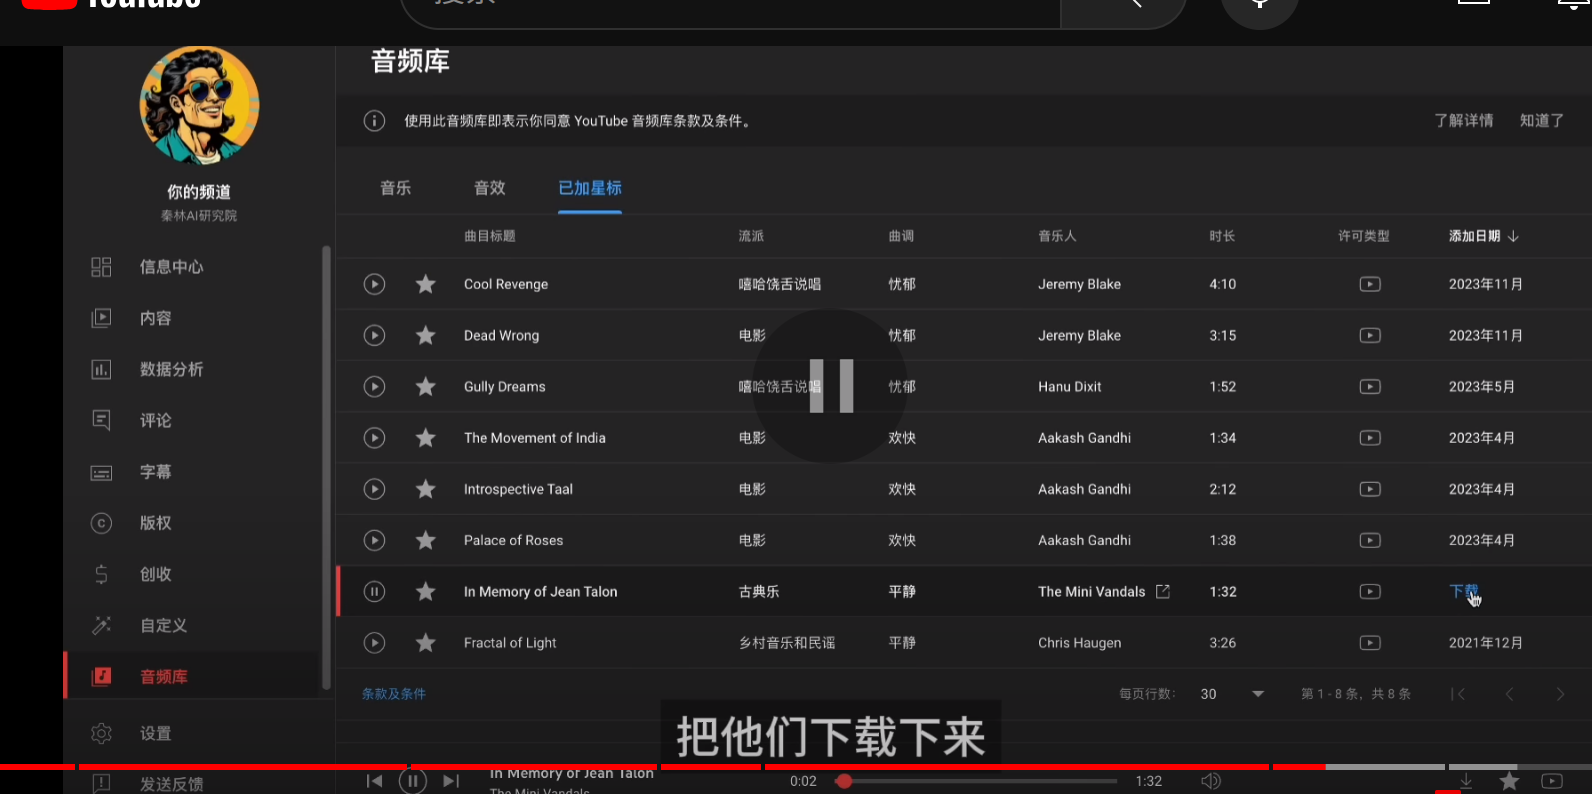 YouTube
搜索
音频库
使用此音频库即表示你同意 YouTube 音频库条款及条件。
了解详情 知道了
你的频道
秦林AI研究院
音乐 音效 已加星标
曲目标题 流派 曲调 音乐人 时长 许可类型 添加日期
信息中心
内容
数据分析
评论
字幕
版权
创收
自定义
音频库
设置
发送反馈
Cool Revenge 嘻哈饶舌说唱 忧郁 Jeremy Blake 4:10 2023年11月
Dead Wrong 电影 忧郁 Jeremy Blake 3:15 2023年11月
Gully Dreams 嘻哈饶舌说唱 忧郁 Hanu Dixit 1:52 2023年5月
The Movement of India 电影 欢快 Aakash Gandhi 1:34 2023年4月
Introspective Taal 电影 欢快 Aakash Gandhi 2:12 2023年4月
Palace of Roses 电影 欢快 Aakash Gandhi 1:38 2023年4月
In Memory of Jean Talon 古典乐 平静 The Mini Vandals 1:32 下载
Fractal of Light 乡村音乐和民谣 平静 Chris Haugen 3:26 2021年12月
条款及条件 每页行数: 30 第 1 - 8 条，共 8 条
把他们下载下来
In Memory of Jean Talon
The Mini Vandals
0:02 1:32